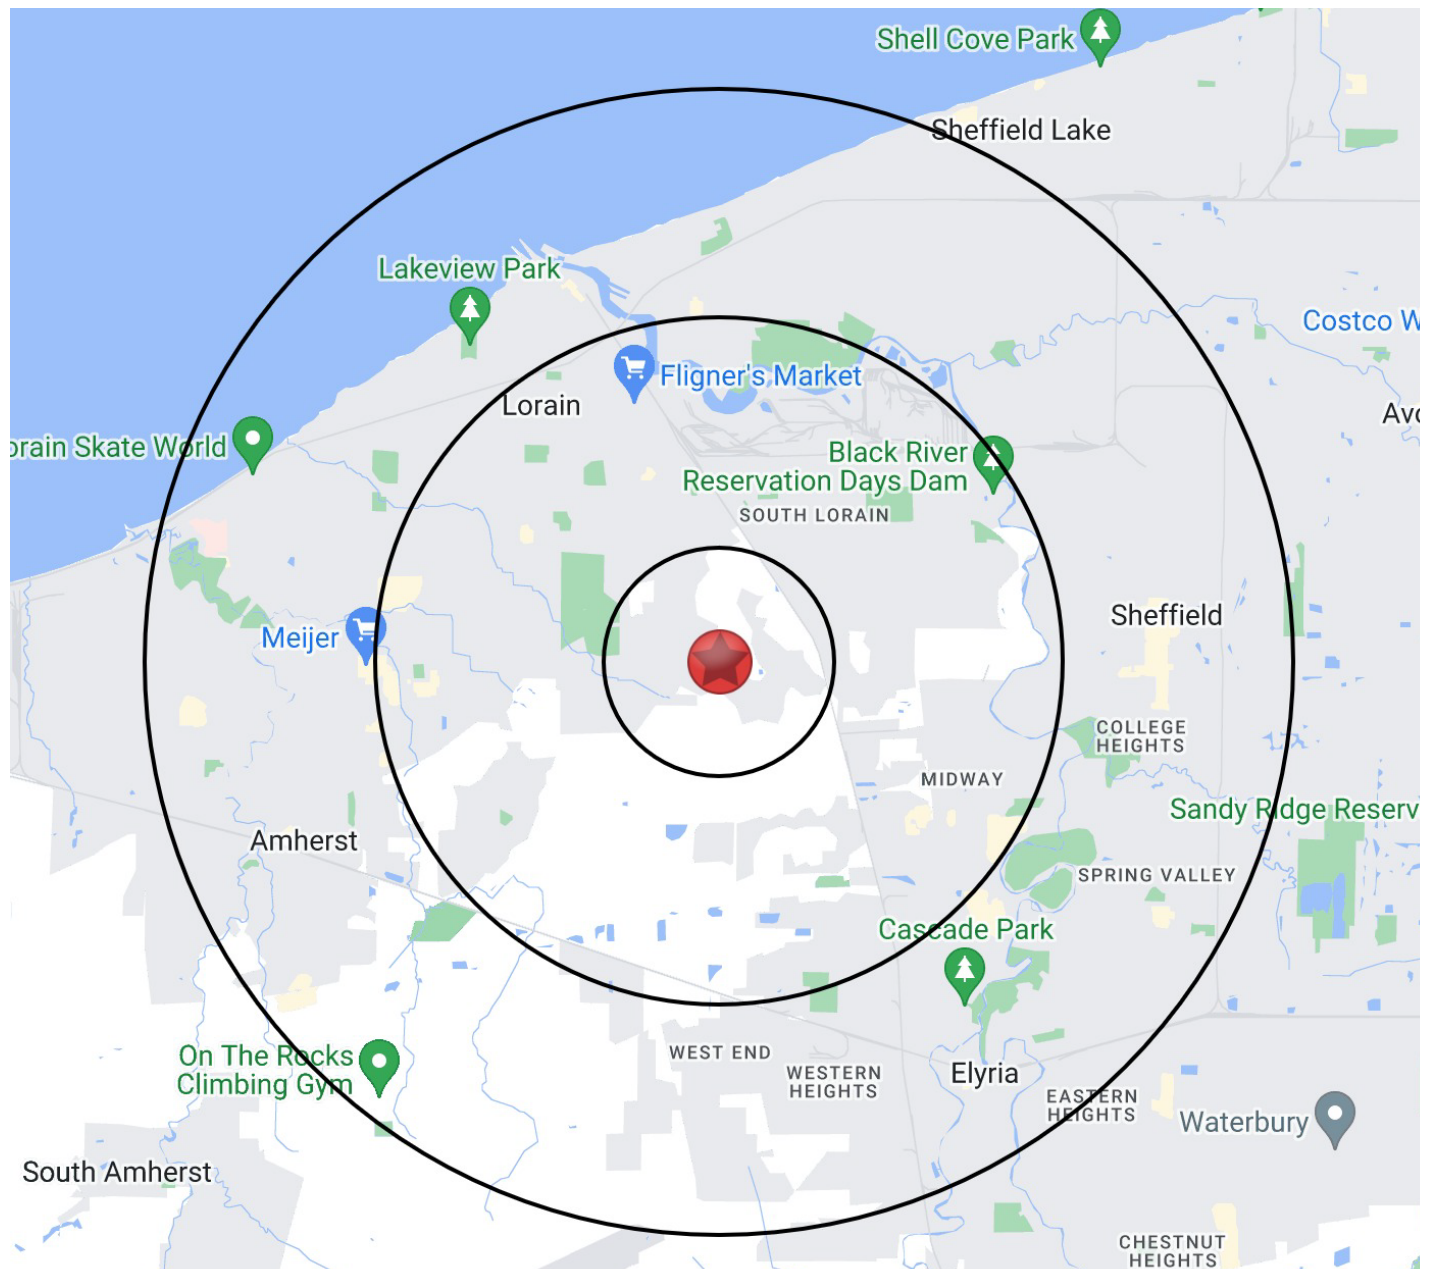 Shell Cove Park
Sheffield Lake
Lakeview Park
Costco W
Fligner's Market
Lorain
Avo
orain Skate World
Black River
Reservation Days Dam
SOUTH LORAIN
Sheffield
Meijer
COLLEGE
HEIGHTS
MIDWAY
Sandy Ridge Reserv
Amherst
SPRING VALLEY
Cascade Park
On The Rocks
Climbing Gym
WEST END
WESTERN
HEIGHTS
Elyria
EASTERN
HEIGHTS
Waterbury
South Amherst
CHESTNUT
HEIGHTS